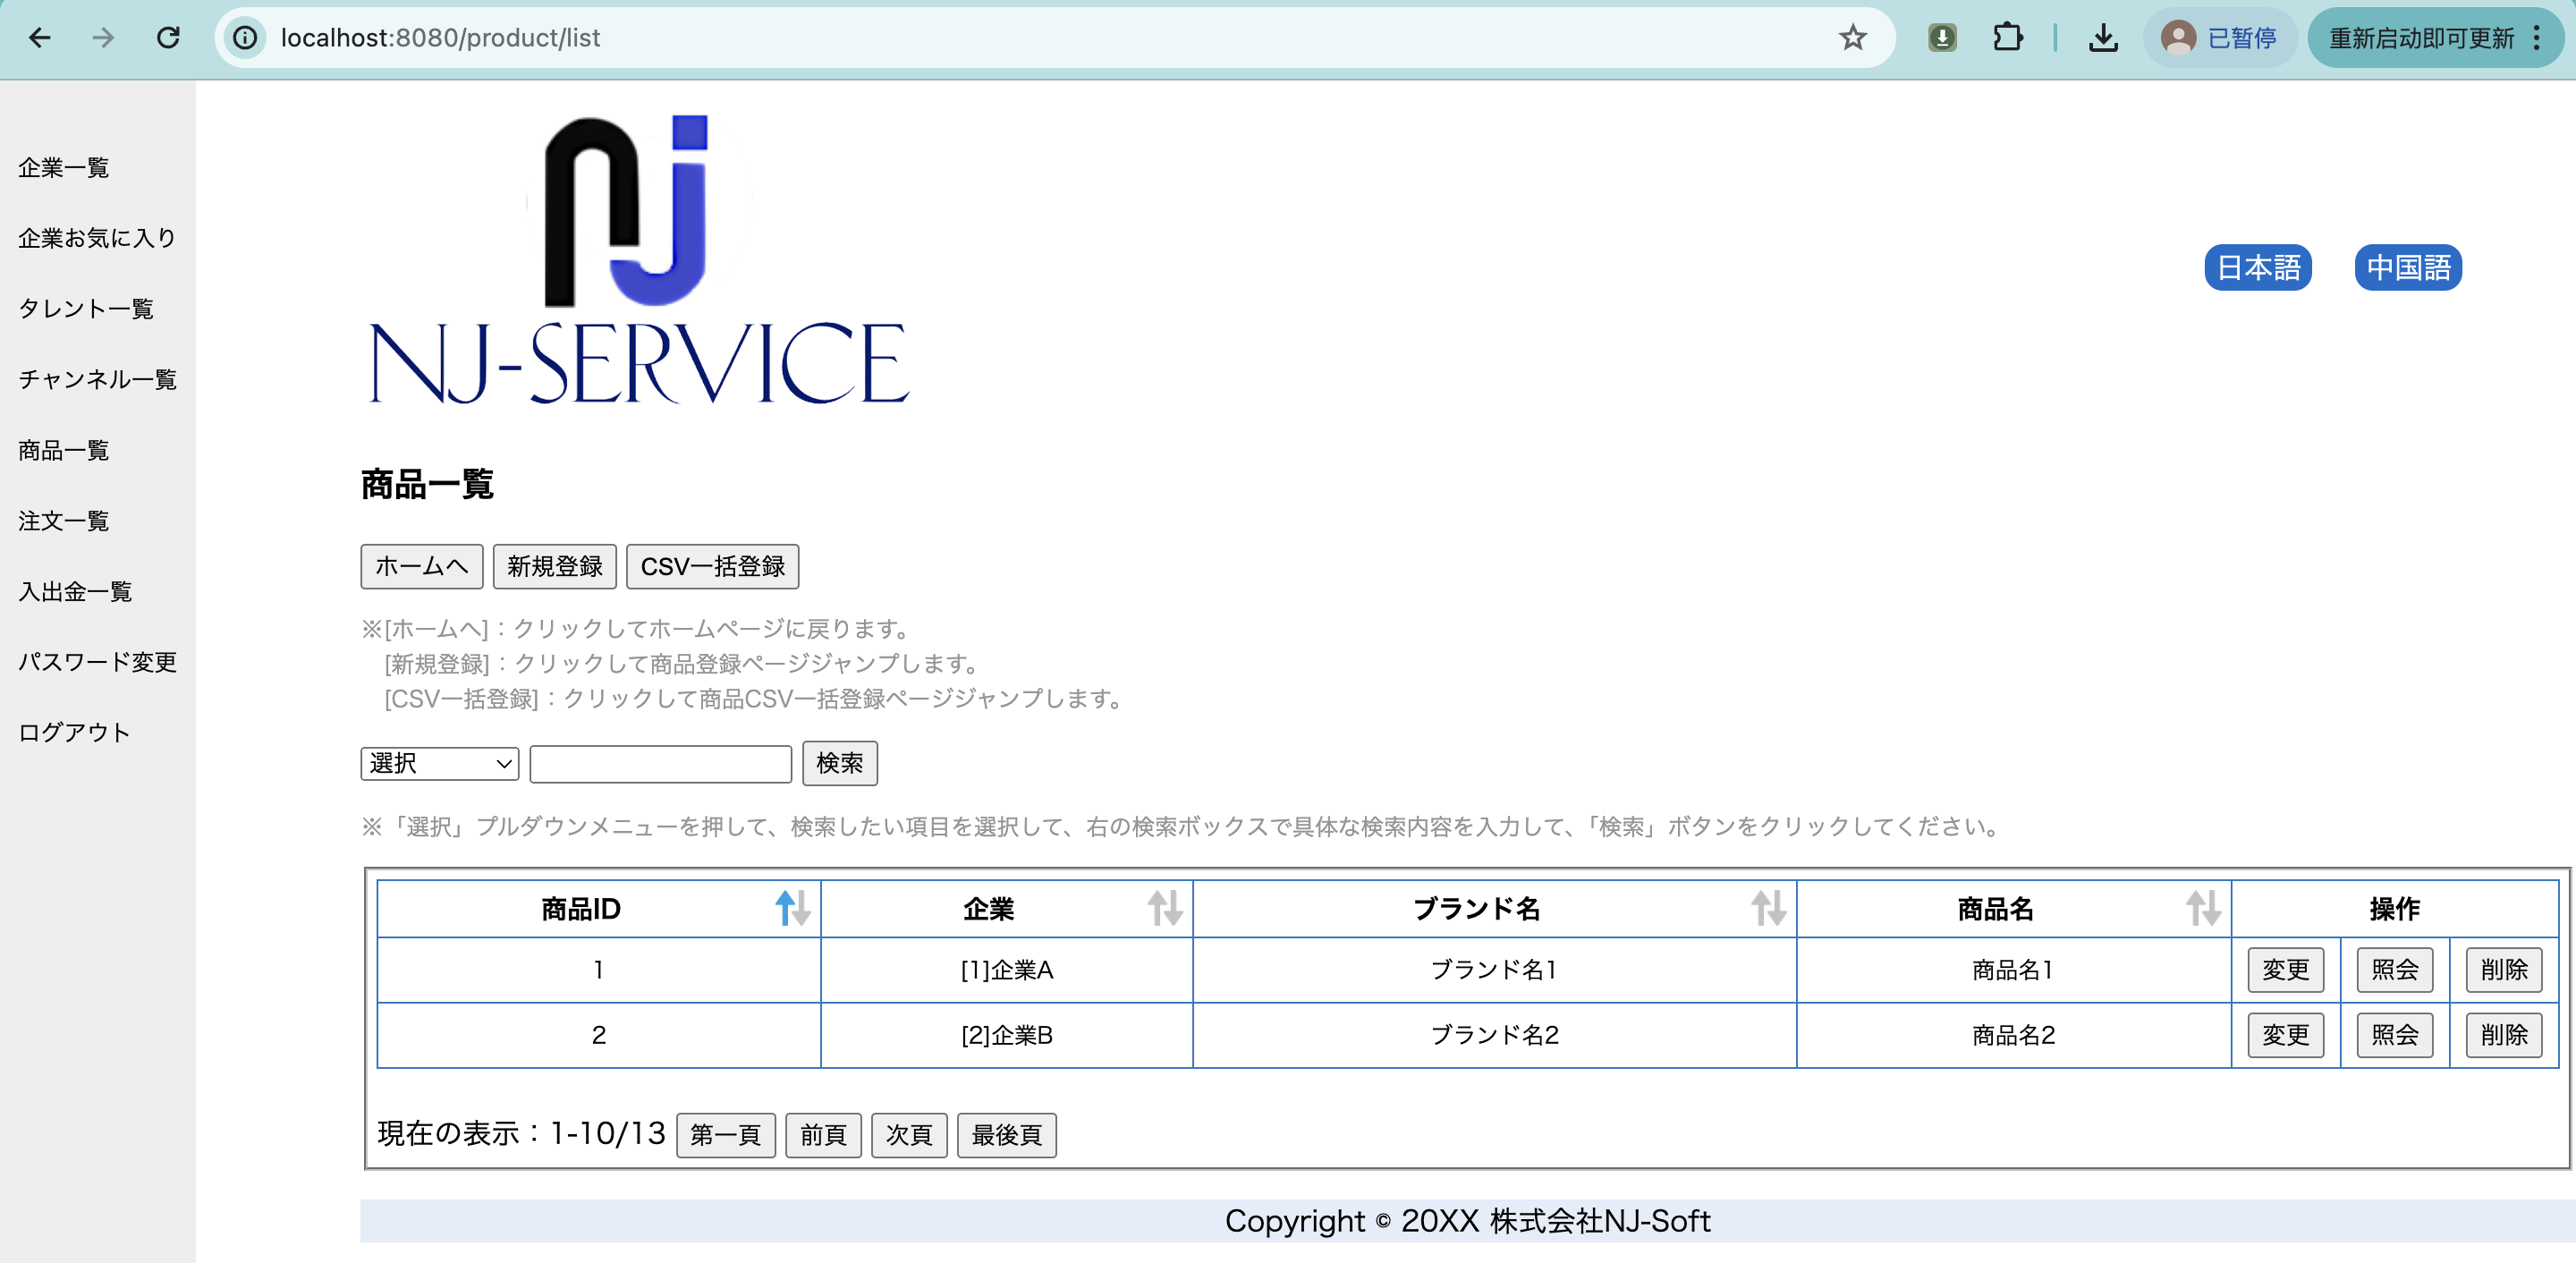 localhost:8080/product/list
已暂停
重新启动即可更新
企業一覧
企業お気に入り
タレント一覧
チャンネル一覧
商品一覧
注文一覧
入出金一覧
パスワード変更
ログアウト
nj
NJ-SERVICE
日本語 中国語
商品一覧
ホームへ 新規登録 CSV一括登録
※[ホームへ]：クリックしてホームページに戻ります。
[新規登録]：クリックして商品登録ページジャンプします。
[CSV一括登録]：クリックして商品CSV一括登録ページジャンプします。
選択 検索
※「選択」プルダウンメニューを押して、検索したい項目を選択して、右の検索ボックスで具体な検索内容を入力して、「検索」ボタンをクリックしてください。
商品ID 企業 ブランド名 商品名 操作
1 [1]企業A ブランド名1 商品名1 変更 照会 削除
2 [2]企業B ブランド名2 商品名2 変更 照会 削除
現在の表示：1-10/13 第一頁 前頁 次頁 最後頁
Copyright © 20XX 株式会社NJ-Soft